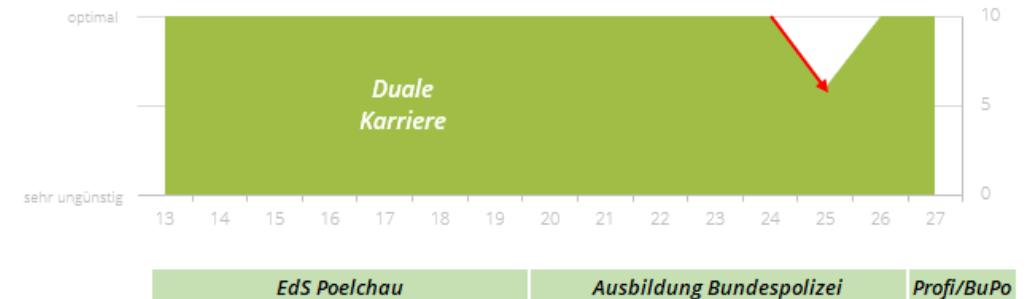 optimal 10
Duale
Karriere
5
sehr ungünstig 0
13 14 15 16 17 18 19 20 21 22 23 24 25 26 27
EdS Poelchau Ausbildung Bundespolizei Profi/BuPo